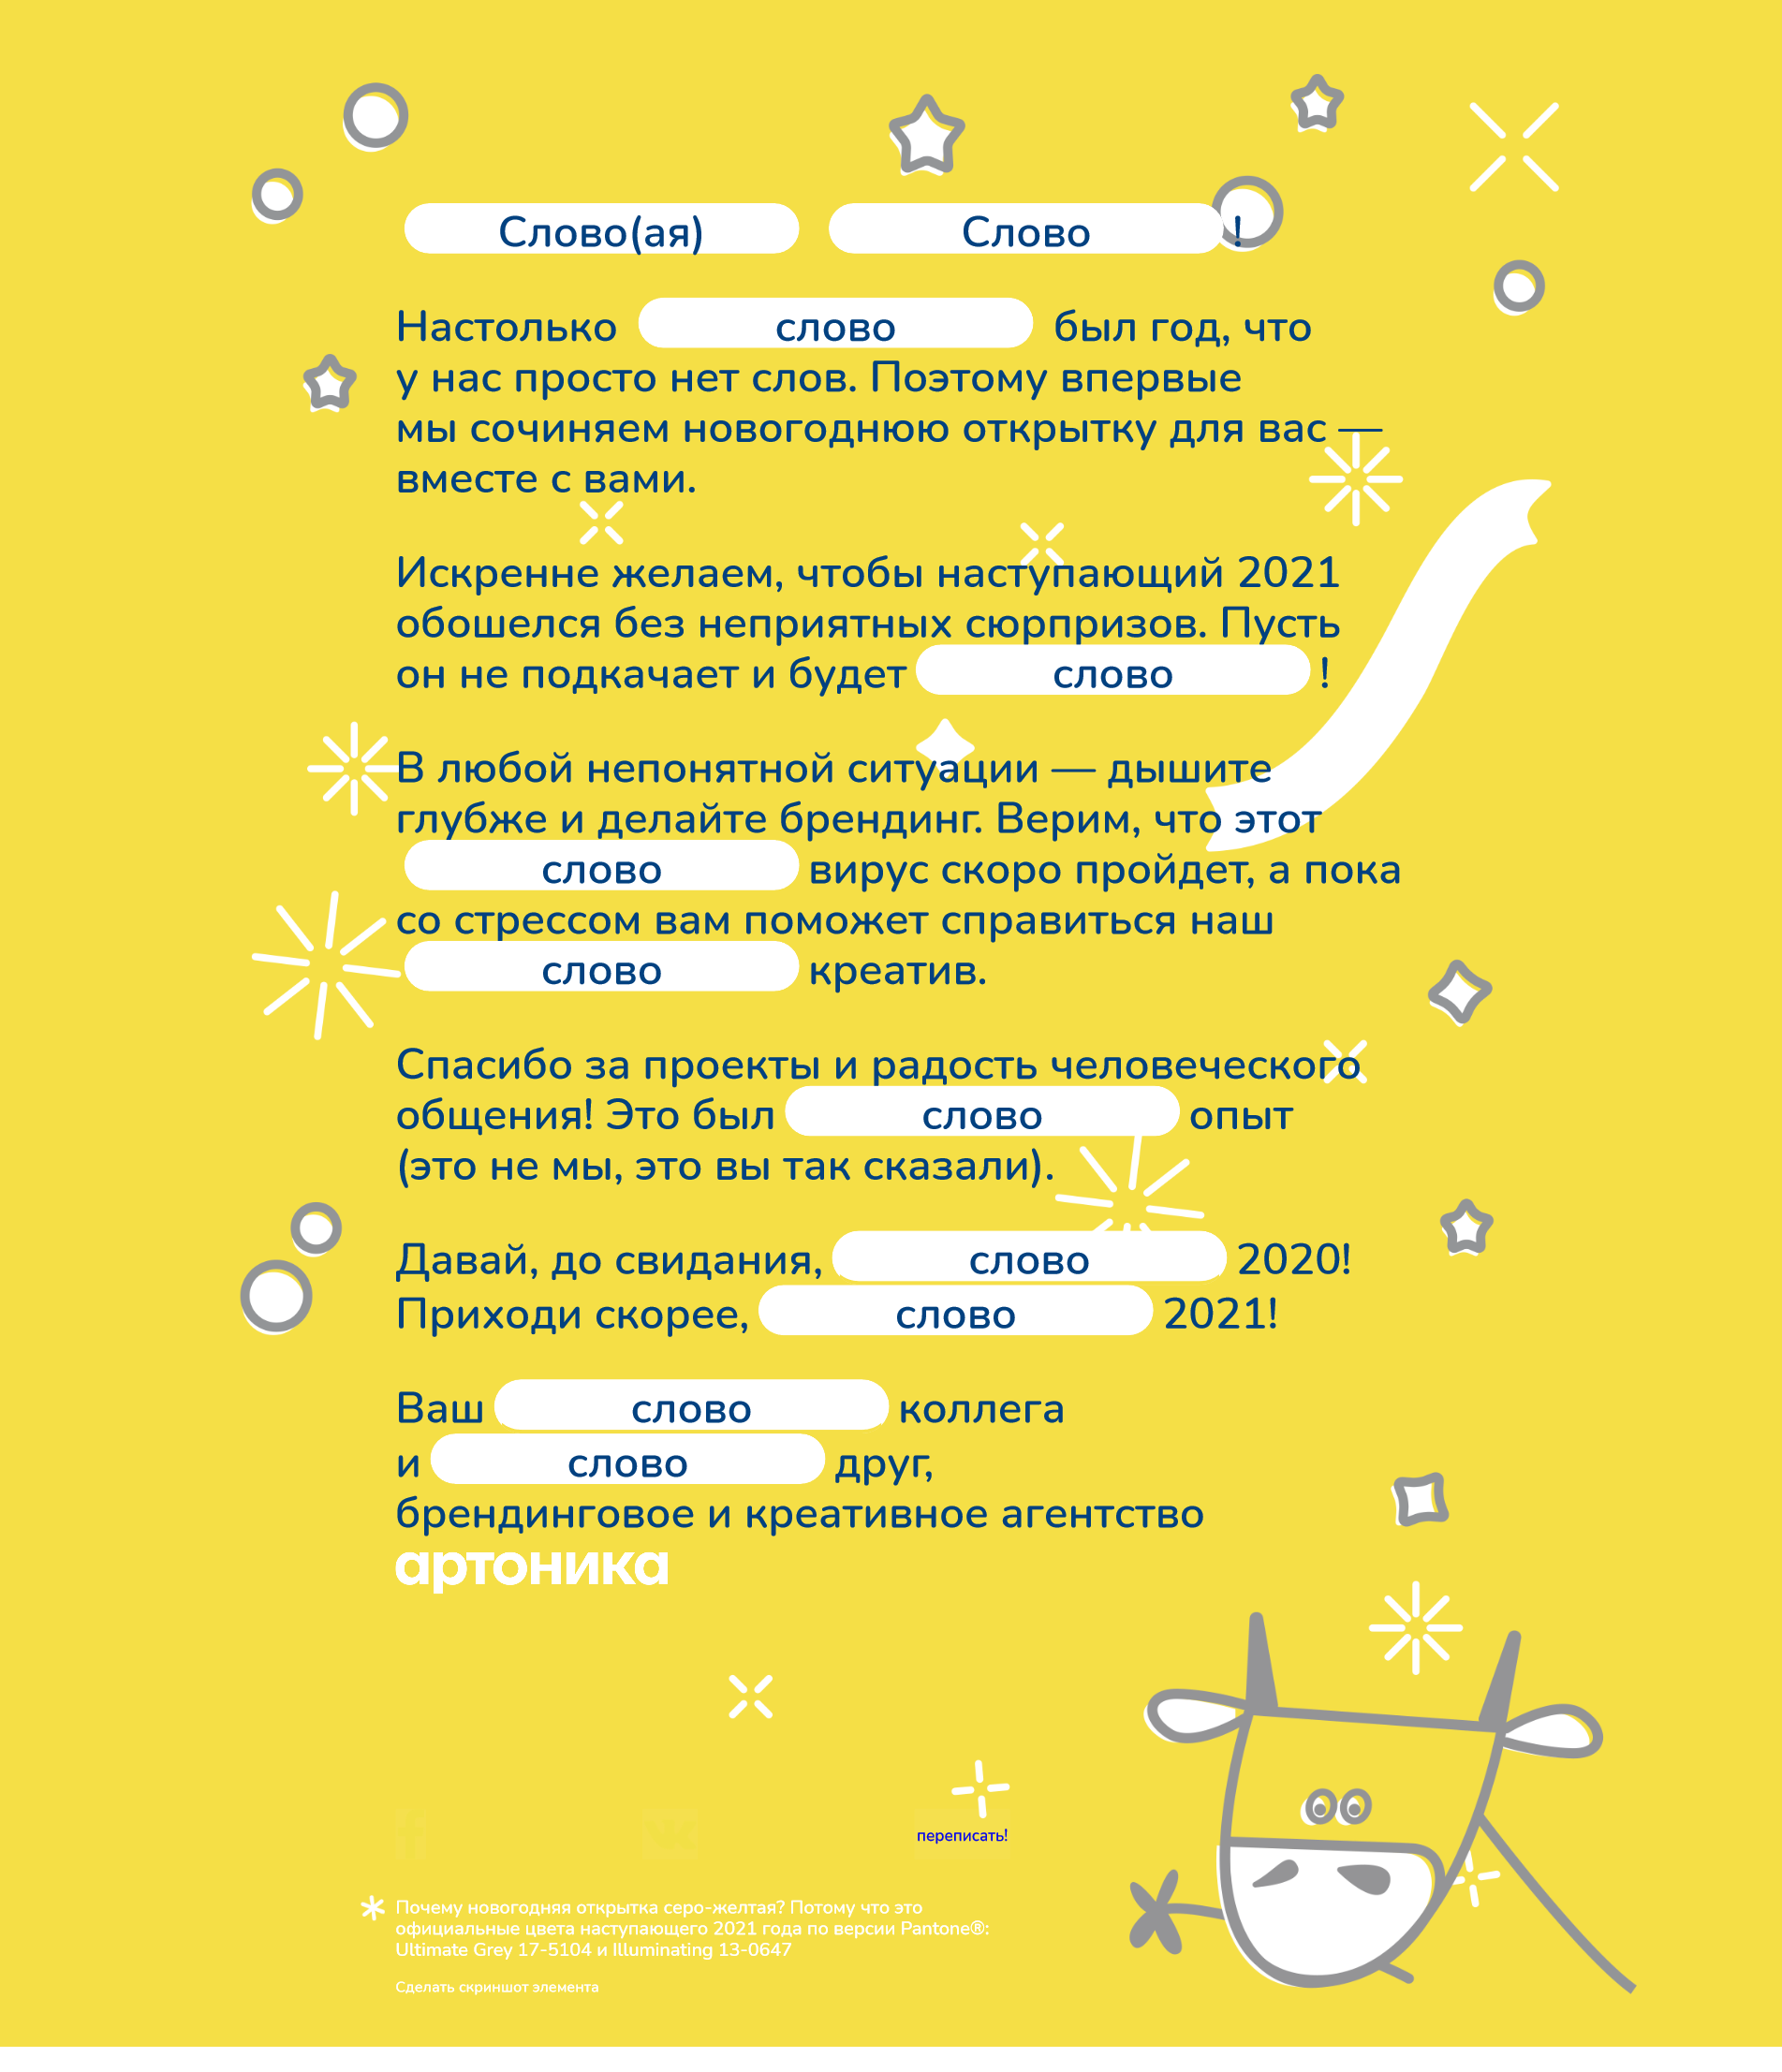 Слово(ая) Слово !
Настолько слово был год, что
у нас просто нет слов. Поэтому впервые
мы сочиняем новогоднюю открытку для вас —
вместе с вами.
Искренне желаем, чтобы наступающий 2021
обошелся без неприятных сюрпризов. Пусть
он не подкачает и будет слово !
В любой непонятной ситуации — дышите
глубже и делайте брендинг. Верим, что этот
слово вирус скоро пройдет, а пока
со стрессом вам поможет справиться наш
слово креатив.
Спасибо за проекты и радость человеческого
общения! Это был слово опыт
(это не мы, это вы так сказали).
Давай, до свидания, слово 2020!
Приходи скорее, слово 2021!
Ваш слово коллега
и слово друг,
брендинговое и креативное агентство
артоника
переписать!
Почему новогодняя открытка серо-желтая? Потому что это
официальные цвета наступающего 2021 года по версии Pantone®:
Ultimate Grey 17-5104 и Illuminating 13-0647
Сделать скриншот элемента